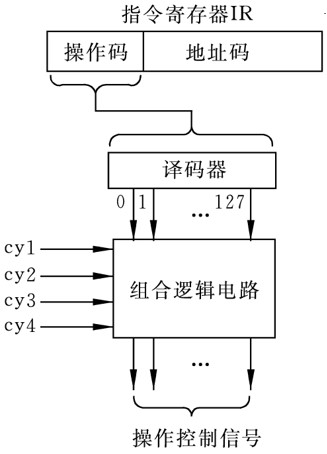 指令寄存器IR
操作码 地址码
译码器
0 1 ... 127
cy1
cy2
组合逻辑电路
cy3
cy4
...
操作控制信号